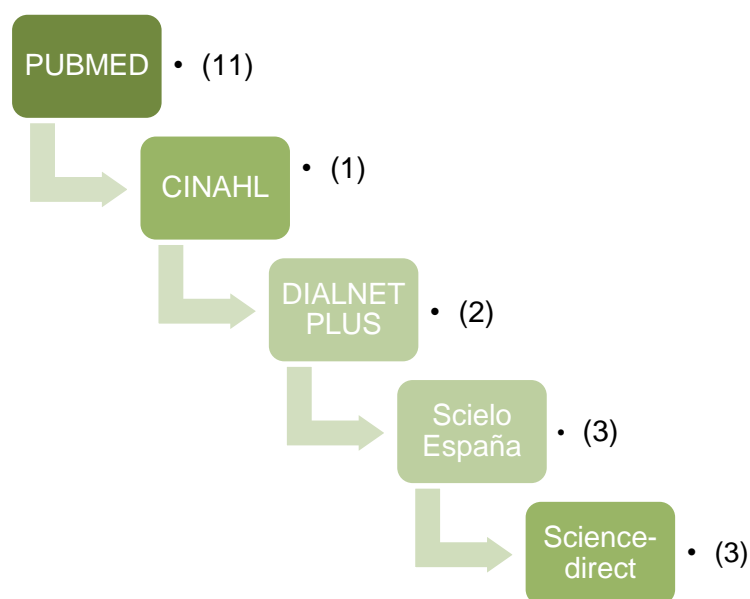 PUBMED • (11)
CINAHL • (1)
DIALNET
PLUS • (2)
Scielo
España • (3)
Science-
direct • (3)